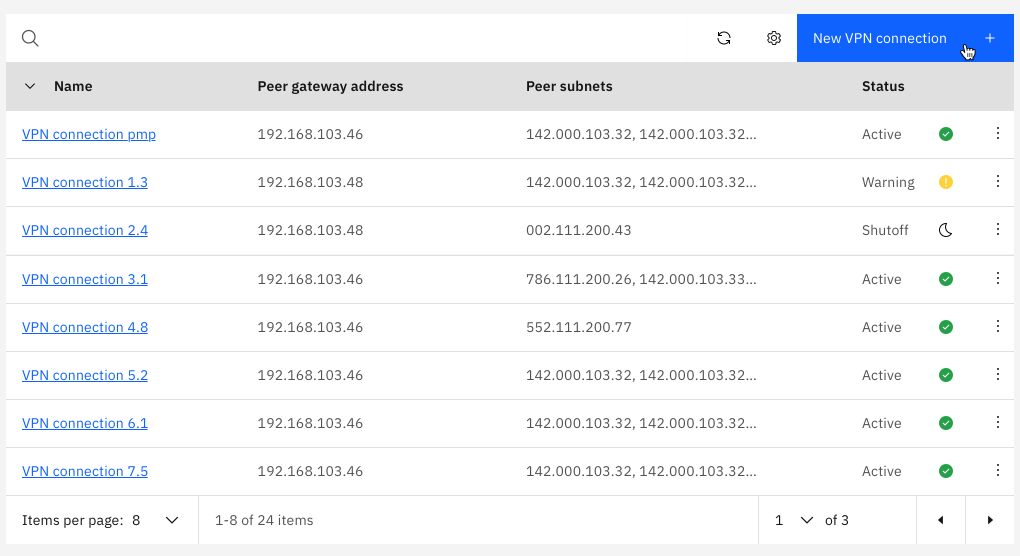 New VPN connection +
Name Peer gateway address Peer subnets Status
VPN connection pmp 192.168.103.46 142.000.103.32, 142.000.103.32... Active
VPN connection 1.3 192.168.103.48 142.000.103.32, 142.000.103.32... Warning
VPN connection 2.4 192.168.103.48 002.111.200.43 Shutoff
VPN connection 3.1 192.168.103.46 786.111.200.26, 142.000.103.33... Active
VPN connection 4.8 192.168.103.46 552.111.200.77 Active
VPN connection 5.2 192.168.103.46 142.000.103.32, 142.000.103.32... Active
VPN connection 6.1 192.168.103.46 142.000.103.32, 142.000.103.32... Active
VPN connection 7.5 192.168.103.46 142.000.103.32, 142.000.103.32... Active
Items per page: 8 1-8 of 24 items 1 of 3